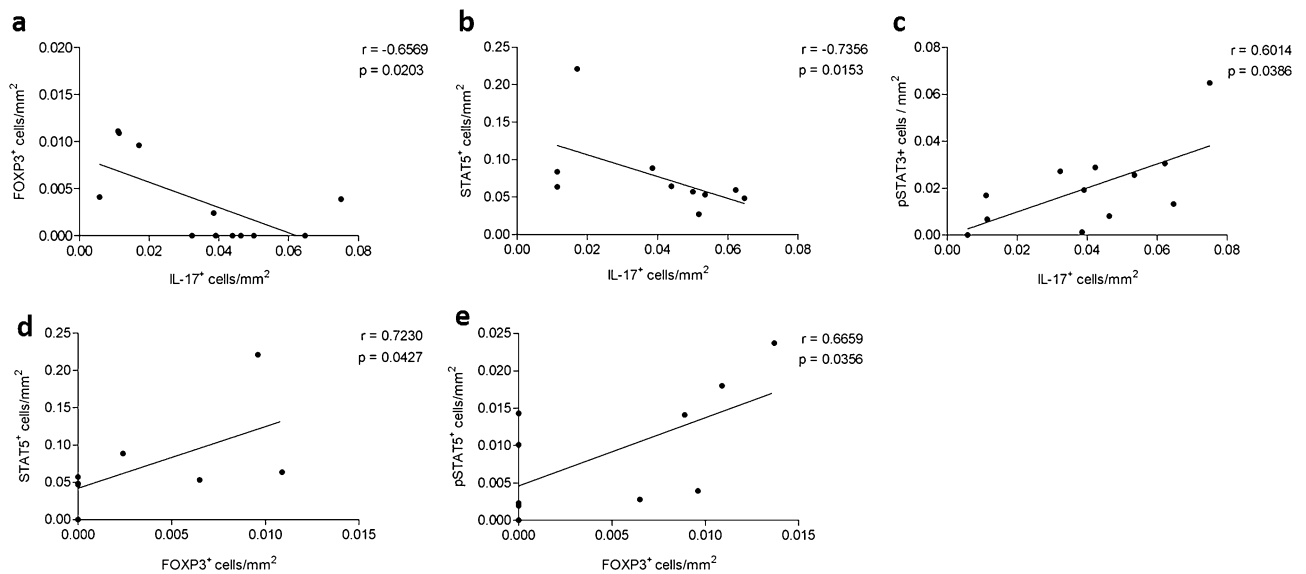 a
r = -0.6569
p = 0.0203
FOXP3⁺ cells/mm²
0.020
0.015
0.010
0.005
0.000
0.00 0.02 0.04 0.06 0.08
IL-17⁺ cells/mm²
b
r = -0.7356
p = 0.0153
STAT5⁺ cells/mm²
0.25
0.20
0.15
0.10
0.05
0.00
0.00 0.02 0.04 0.06 0.08
IL-17⁺ cells/mm²
c
r = 0.6014
p = 0.0386
pSTAT3+ cells / mm²
0.08
0.06
0.04
0.02
0.00
0.00 0.02 0.04 0.06 0.08
IL-17⁺ cells/mm²
d
r = 0.7230
p = 0.0427
STAT5⁺ cells/mm²
0.25
0.20
0.15
0.10
0.05
0.00
0.000 0.005 0.010 0.015
FOXP3⁺ cells/mm²
e
r = 0.6659
p = 0.0356
pSTAT5⁺ cells/mm²
0.025
0.020
0.015
0.010
0.005
0.000
0.000 0.005 0.010 0.015
FOXP3⁺ cells/mm²